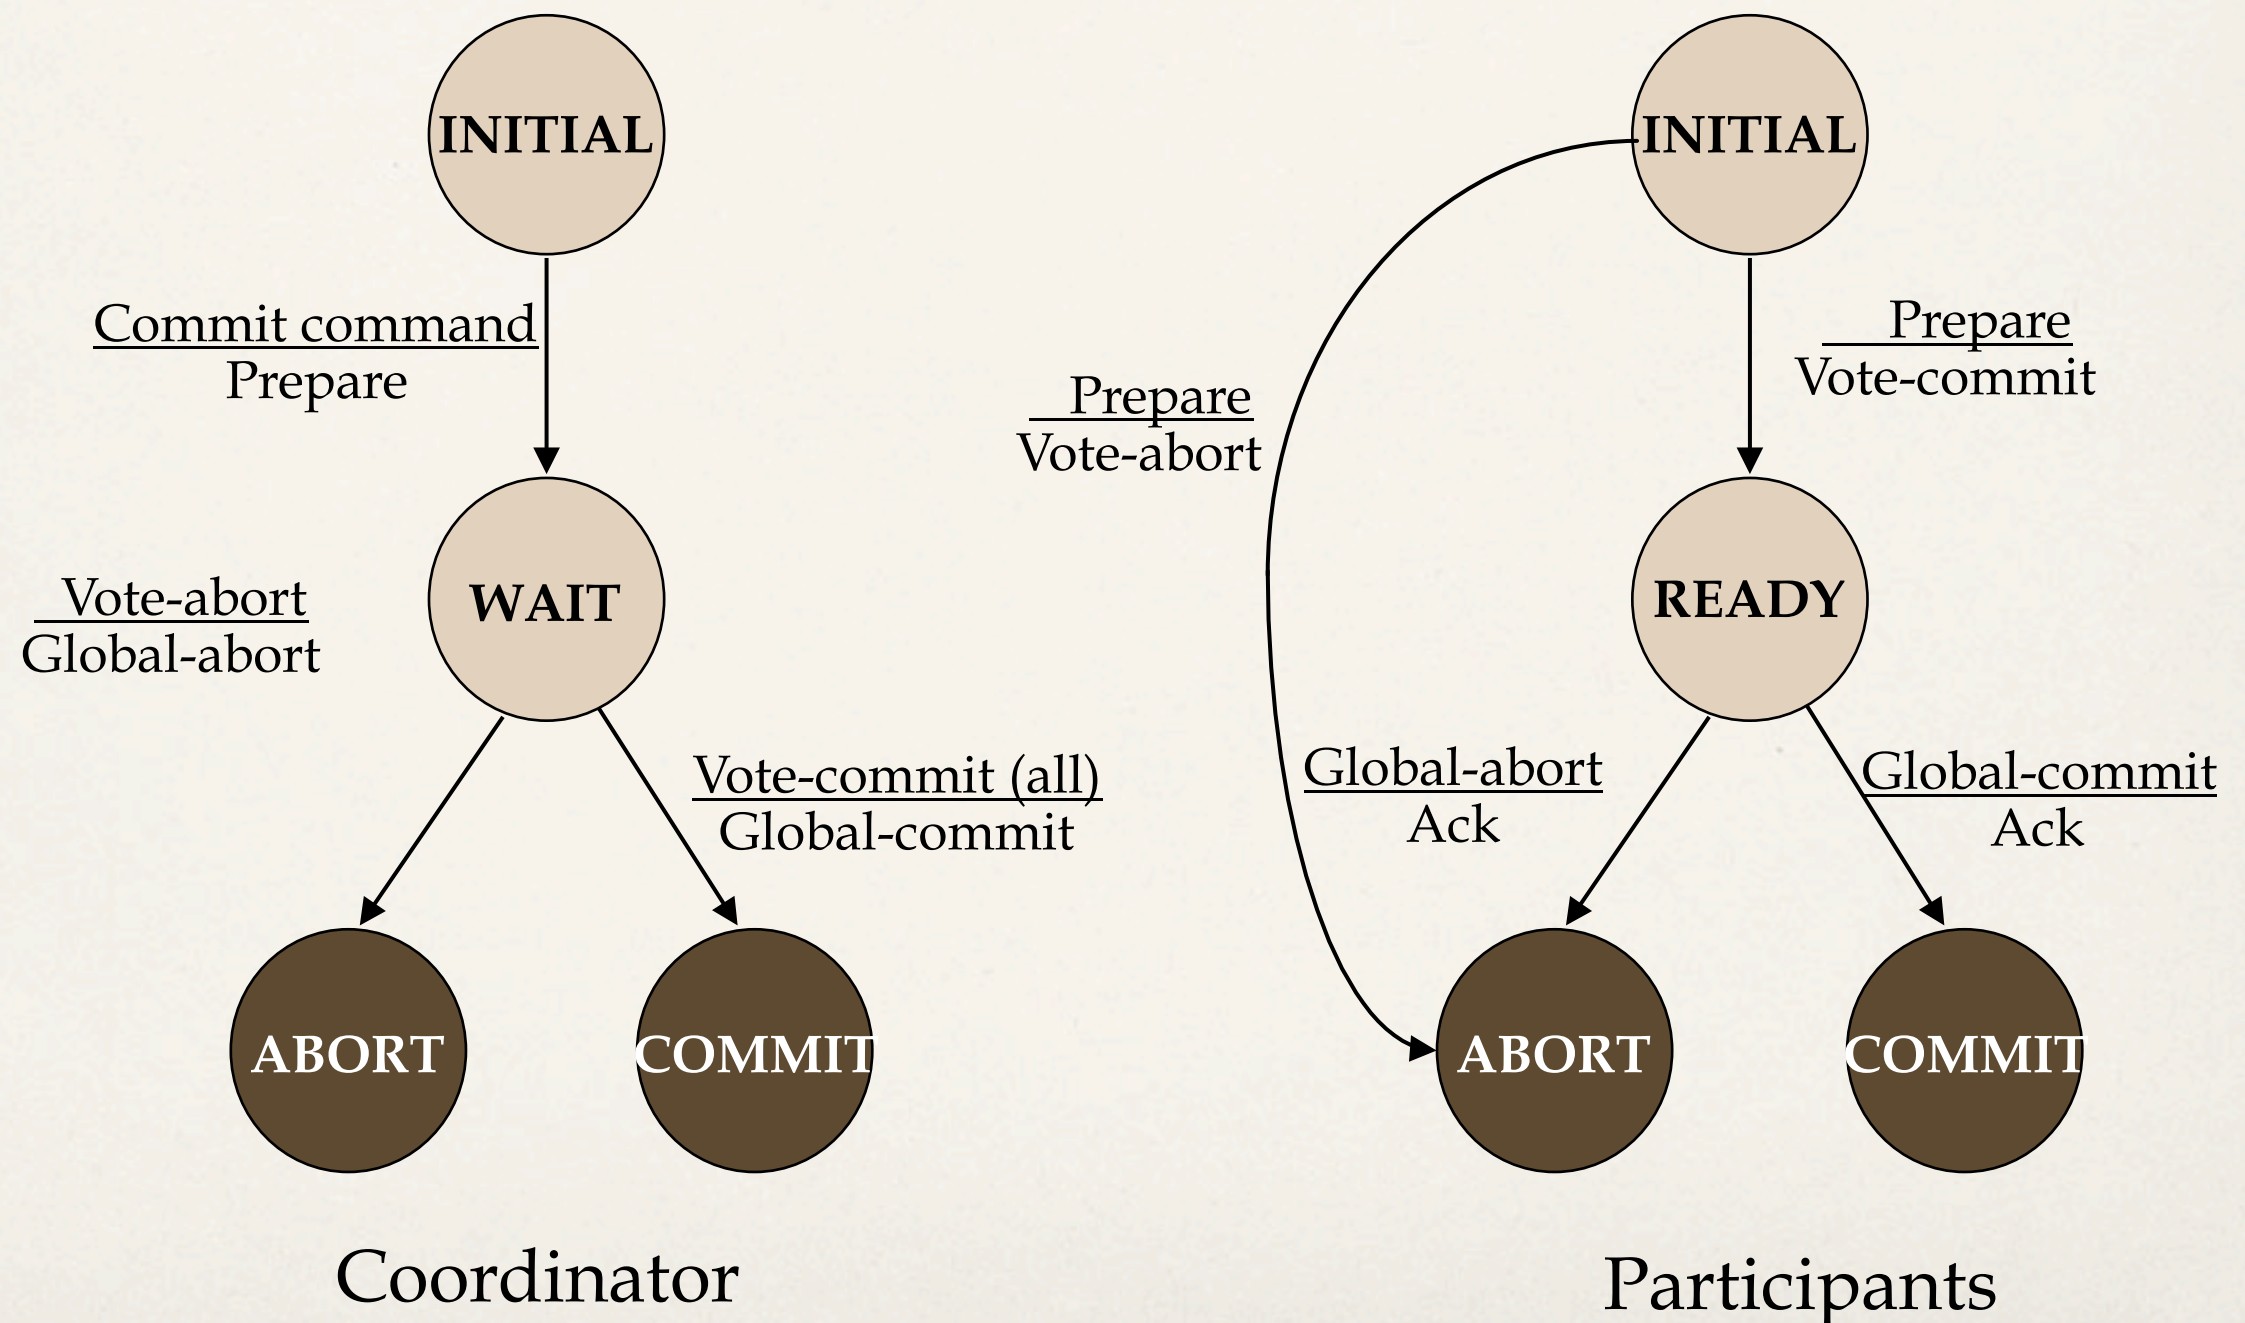 INITIAL
Commit command
Prepare
WAIT
Vote-abort
Global-abort
Vote-commit (all)
Global-commit
ABORT
COMMIT
Coordinator
INITIAL
Prepare
Vote-commit
Prepare
Vote-abort
READY
Global-abort
Ack
Global-commit
Ack
ABORT
COMMIT
Participants